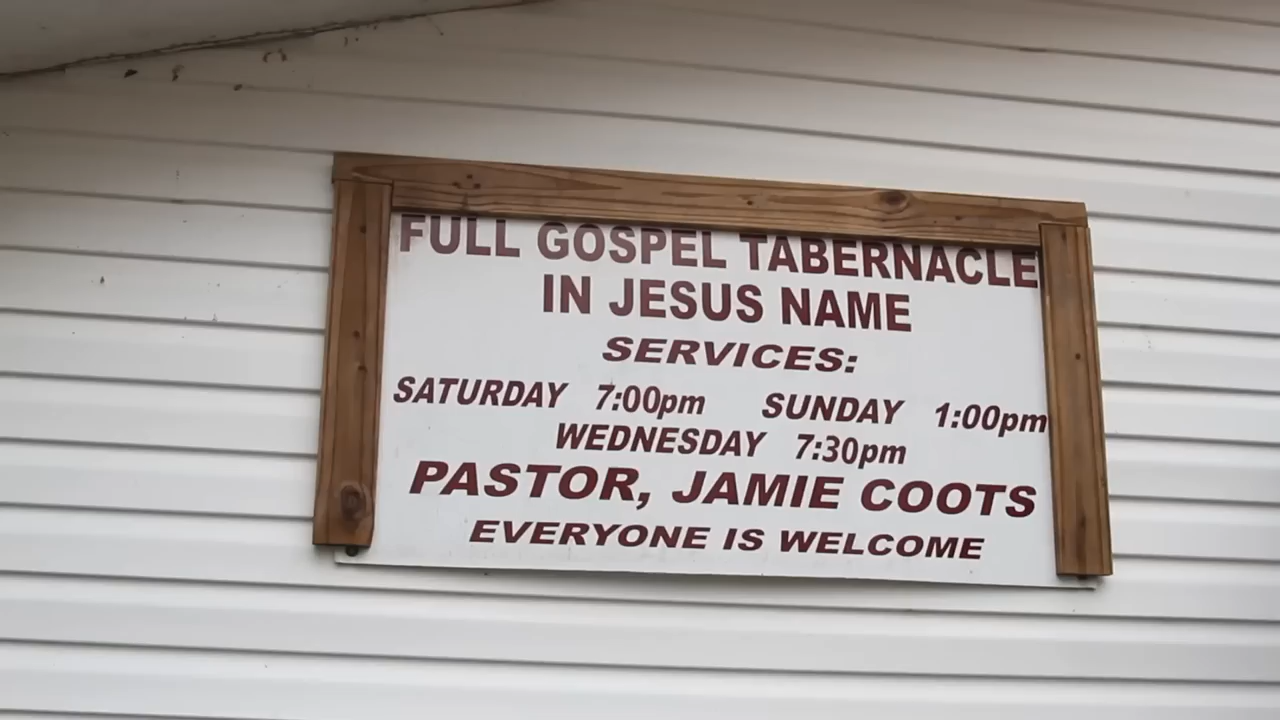 FULL GOSPEL TABERNACLE
IN JESUS NAME
SERVICES:
SATURDAY 7:00pm SUNDAY 1:00pm
WEDNESDAY 7:30pm
PASTOR, JAMIE COOTS
EVERYONE IS WELCOME